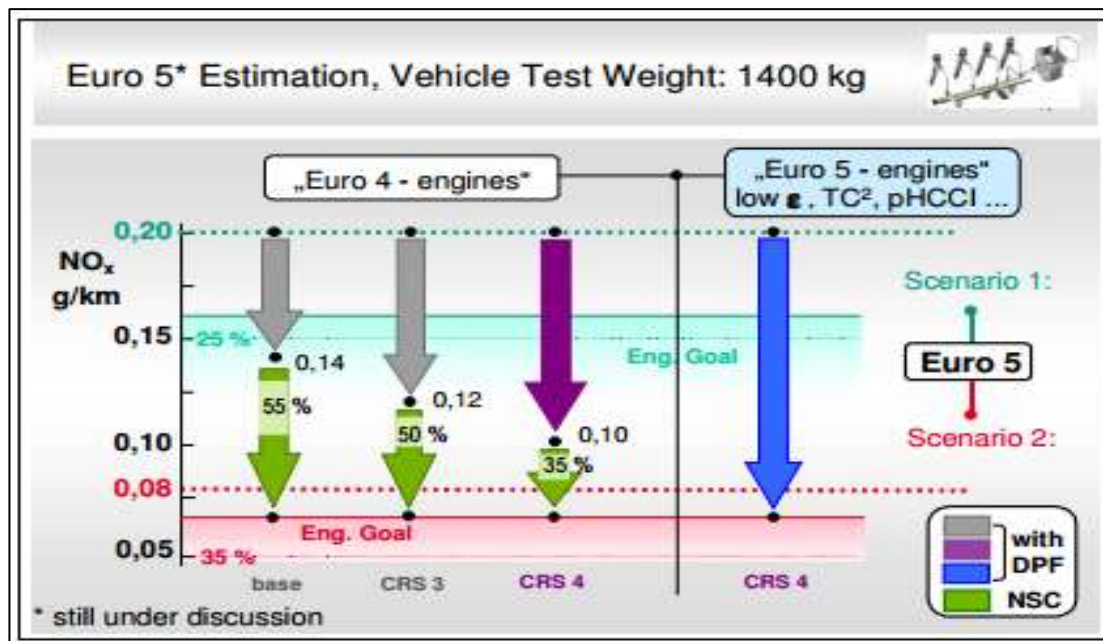 Euro 5* Estimation, Vehicle Test Weight: 1400 kg
„Euro 4 - engines“
„Euro 5 - engines“
low ε, TC², pHCCI ...
0,20
NOx
g/km
Scenario 1:
0,15
25 %
Eng. Goal
0,14
Euro 5
55 %
0,12
50 %
0,10
0,10
35 %
Scenario 2:
0,08
Eng. Goal
0,05
35 %
with
DPF
NSC
base
CRS 3
CRS 4
CRS 4
* still under discussion